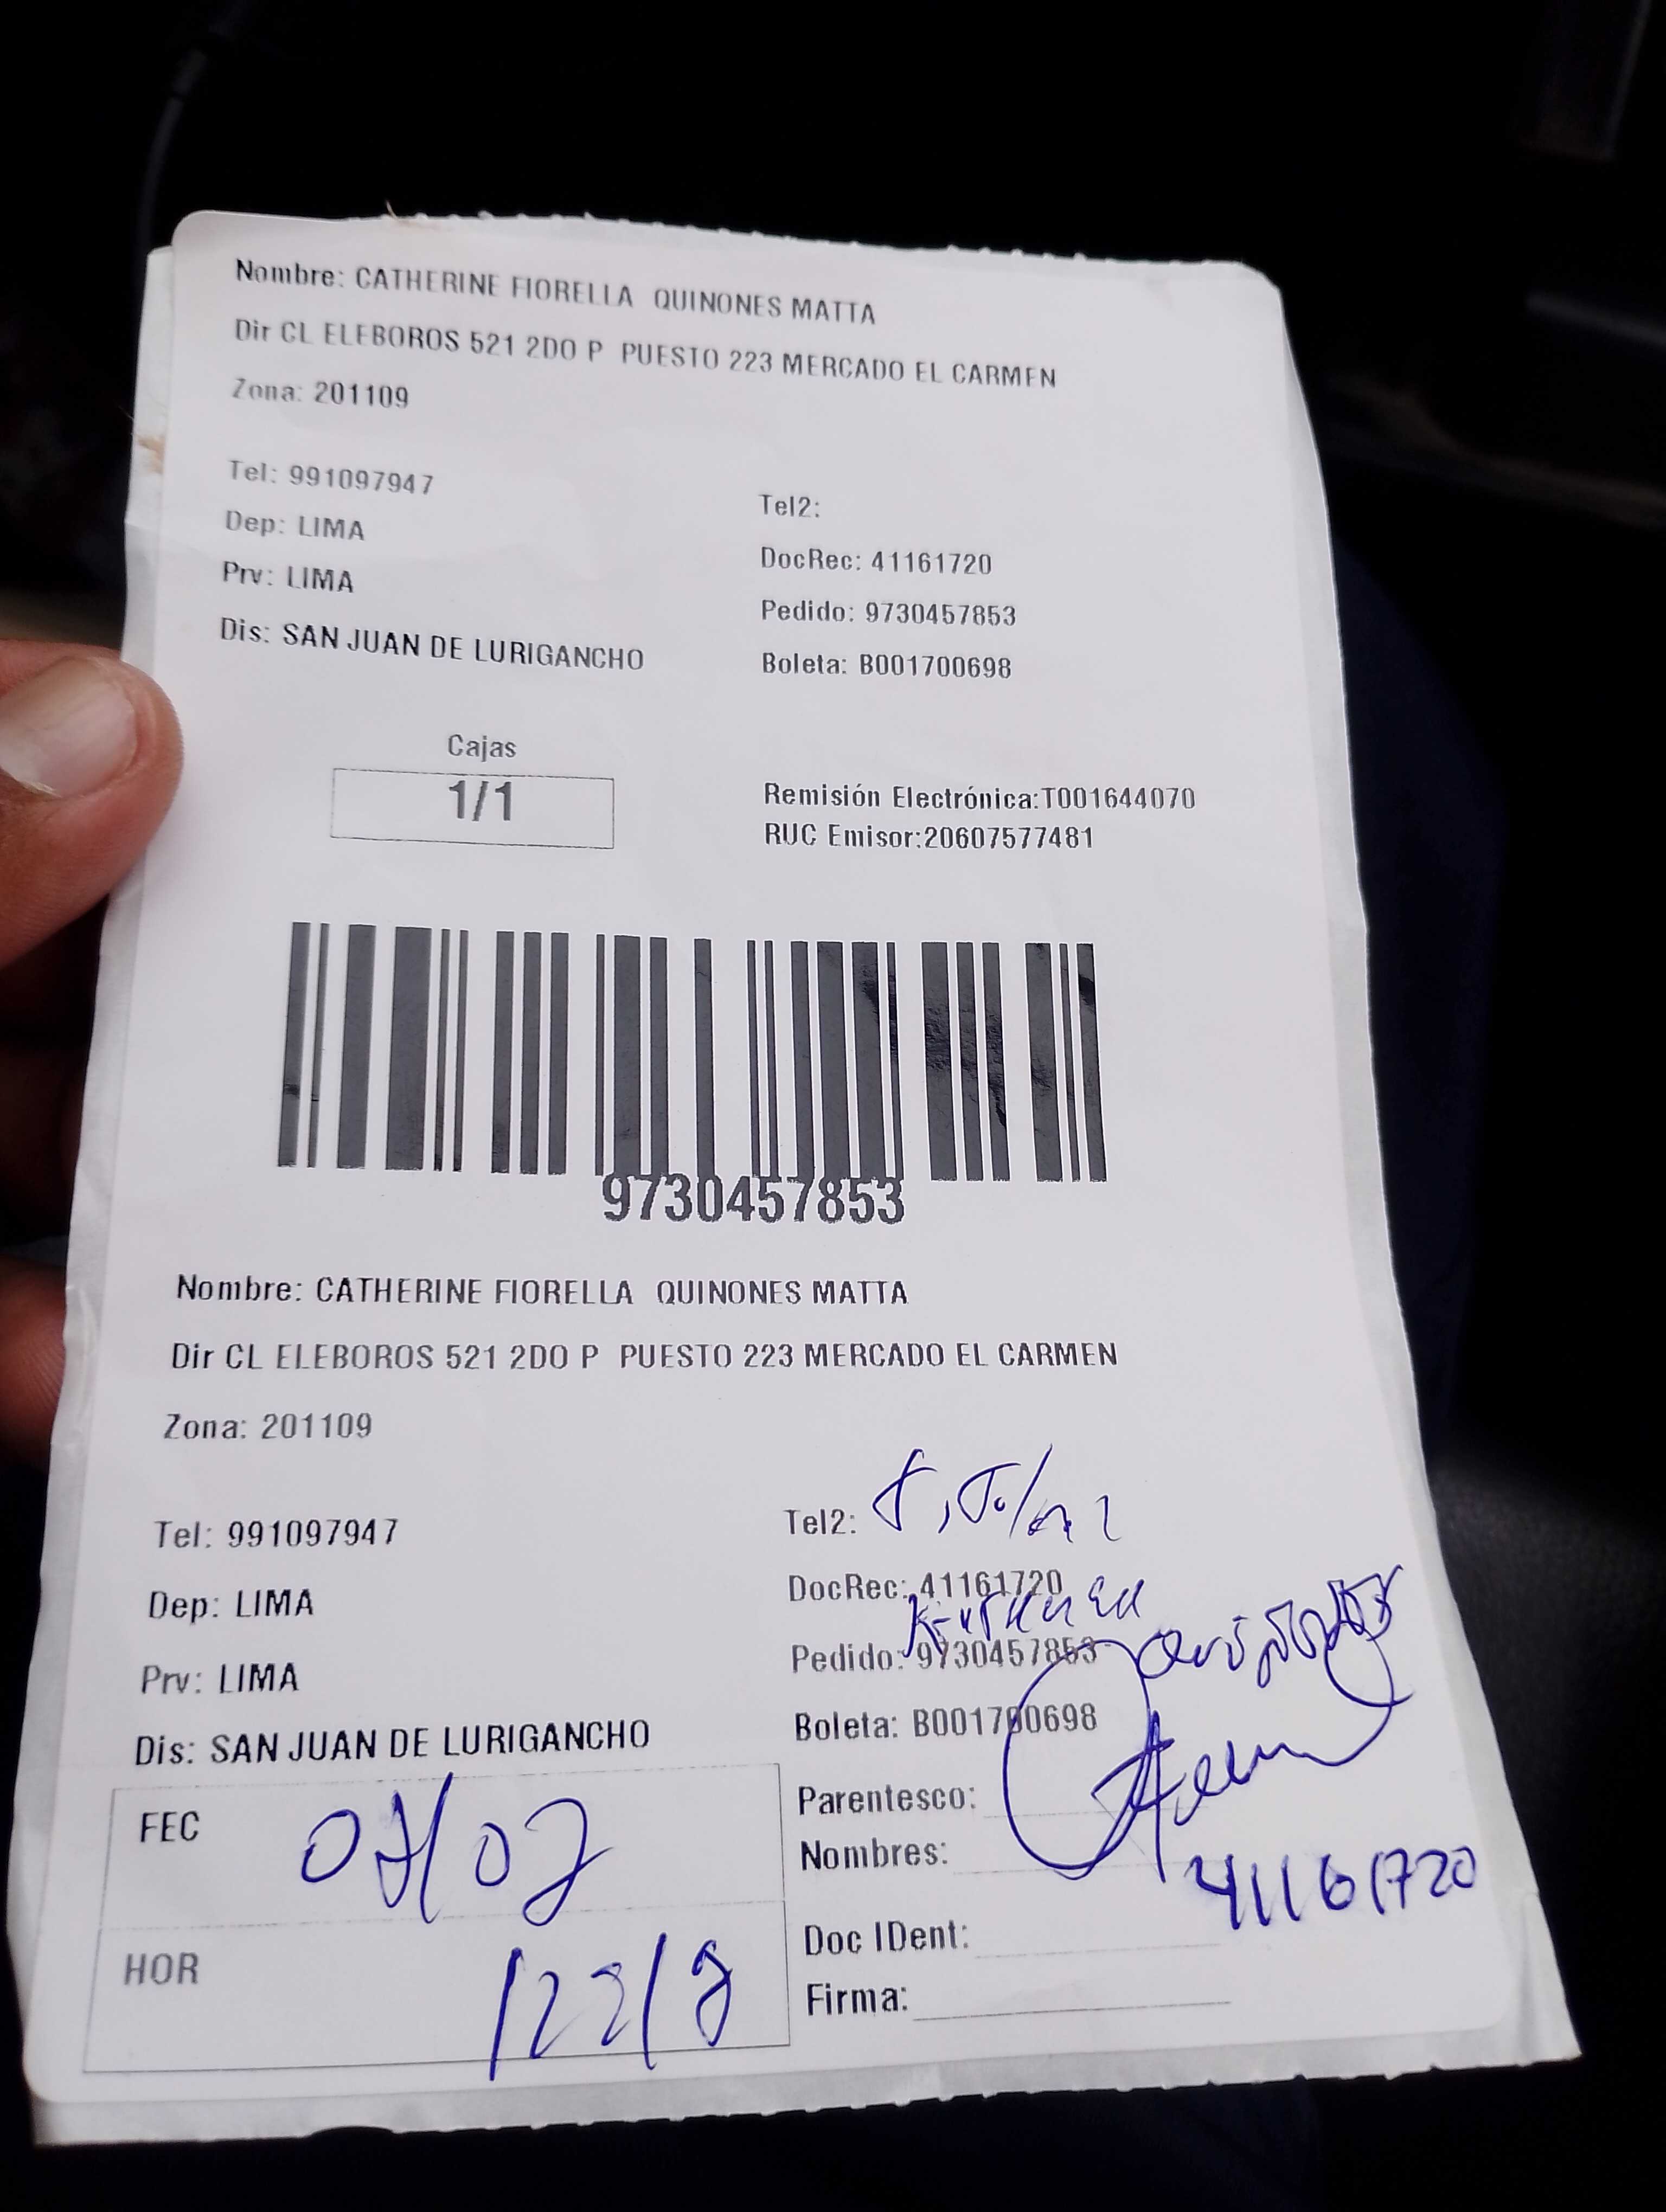 Nombre: CATHERINE FIORELLA QUINONES MATTA
Dir CL ELEBOROS 521 2DO P PUESTO 223 MERCADO EL CARMEN
Zona: 201109
Tel: 991097947
Tel2:
Dep: LIMA
DocRec: 41161720
Prv: LIMA
Pedido: 9730457853
Dis: SAN JUAN DE LURIGANCHO
Boleta: B001700698
Cajas
1/1
Remisión Electrónica:T001644070
RUC Emisor:20607577481
9730457853
Nombre: CATHERINE FIORELLA QUINONES MATTA
Dir CL ELEBOROS 521 2DO P PUESTO 223 MERCADO EL CARMEN
Zona: 201109
Tel: 991097947
Tel2:
Dep: LIMA
DocRec: 41161720
Prv: LIMA
Pedido: 9730457853
Dis: SAN JUAN DE LURIGANCHO
Boleta: B001700698
FEC
Parentesco:
Nombres:
41161720
HOR
Doc IDent:
Firma: